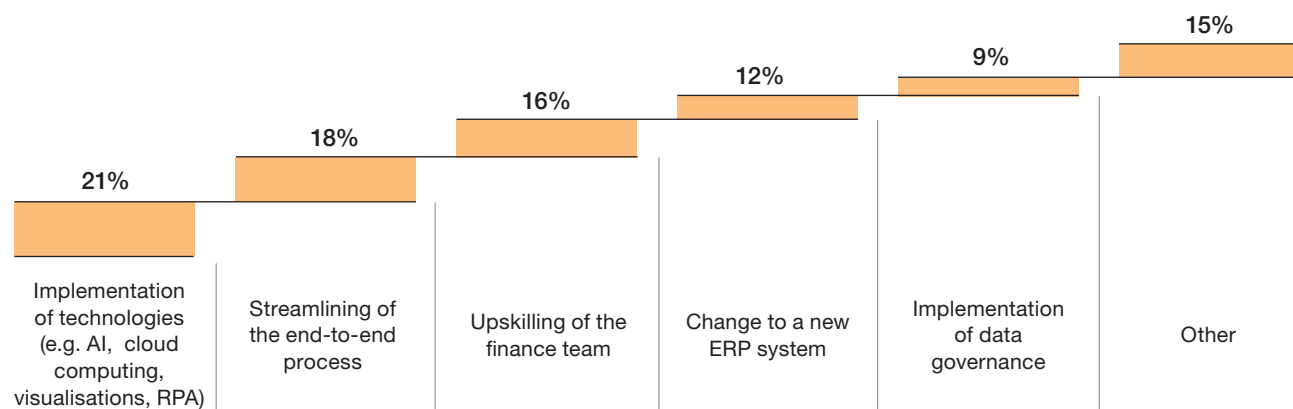 15%
9%
12%
16%
18%
21%
Implementation
of technologies
(e.g. AI, cloud
computing,
visualisations, RPA)
Streamlining of
the end-to-end
process
Upskilling of the
finance team
Change to a new
ERP system
Implementation
of data
governance
Other